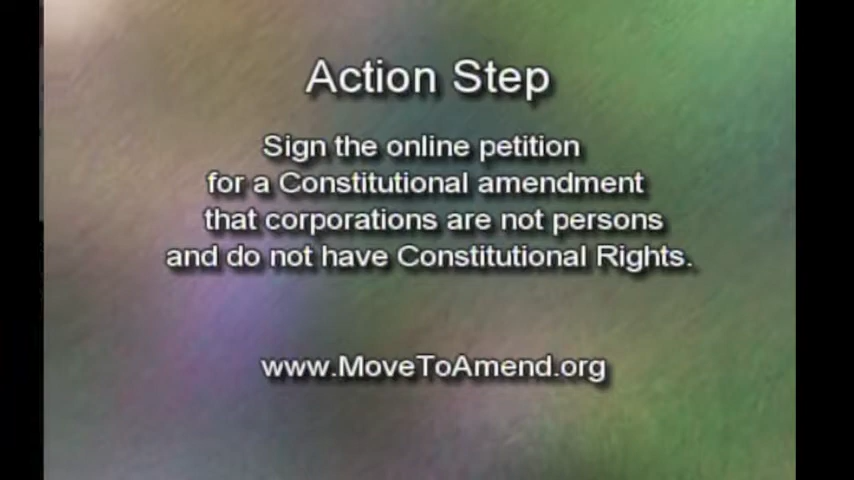 Action Step
Sign the online petition
for a Constitutional amendment
that corporations are not persons
and do not have Constitutional Rights.
www.MoveToAmend.org